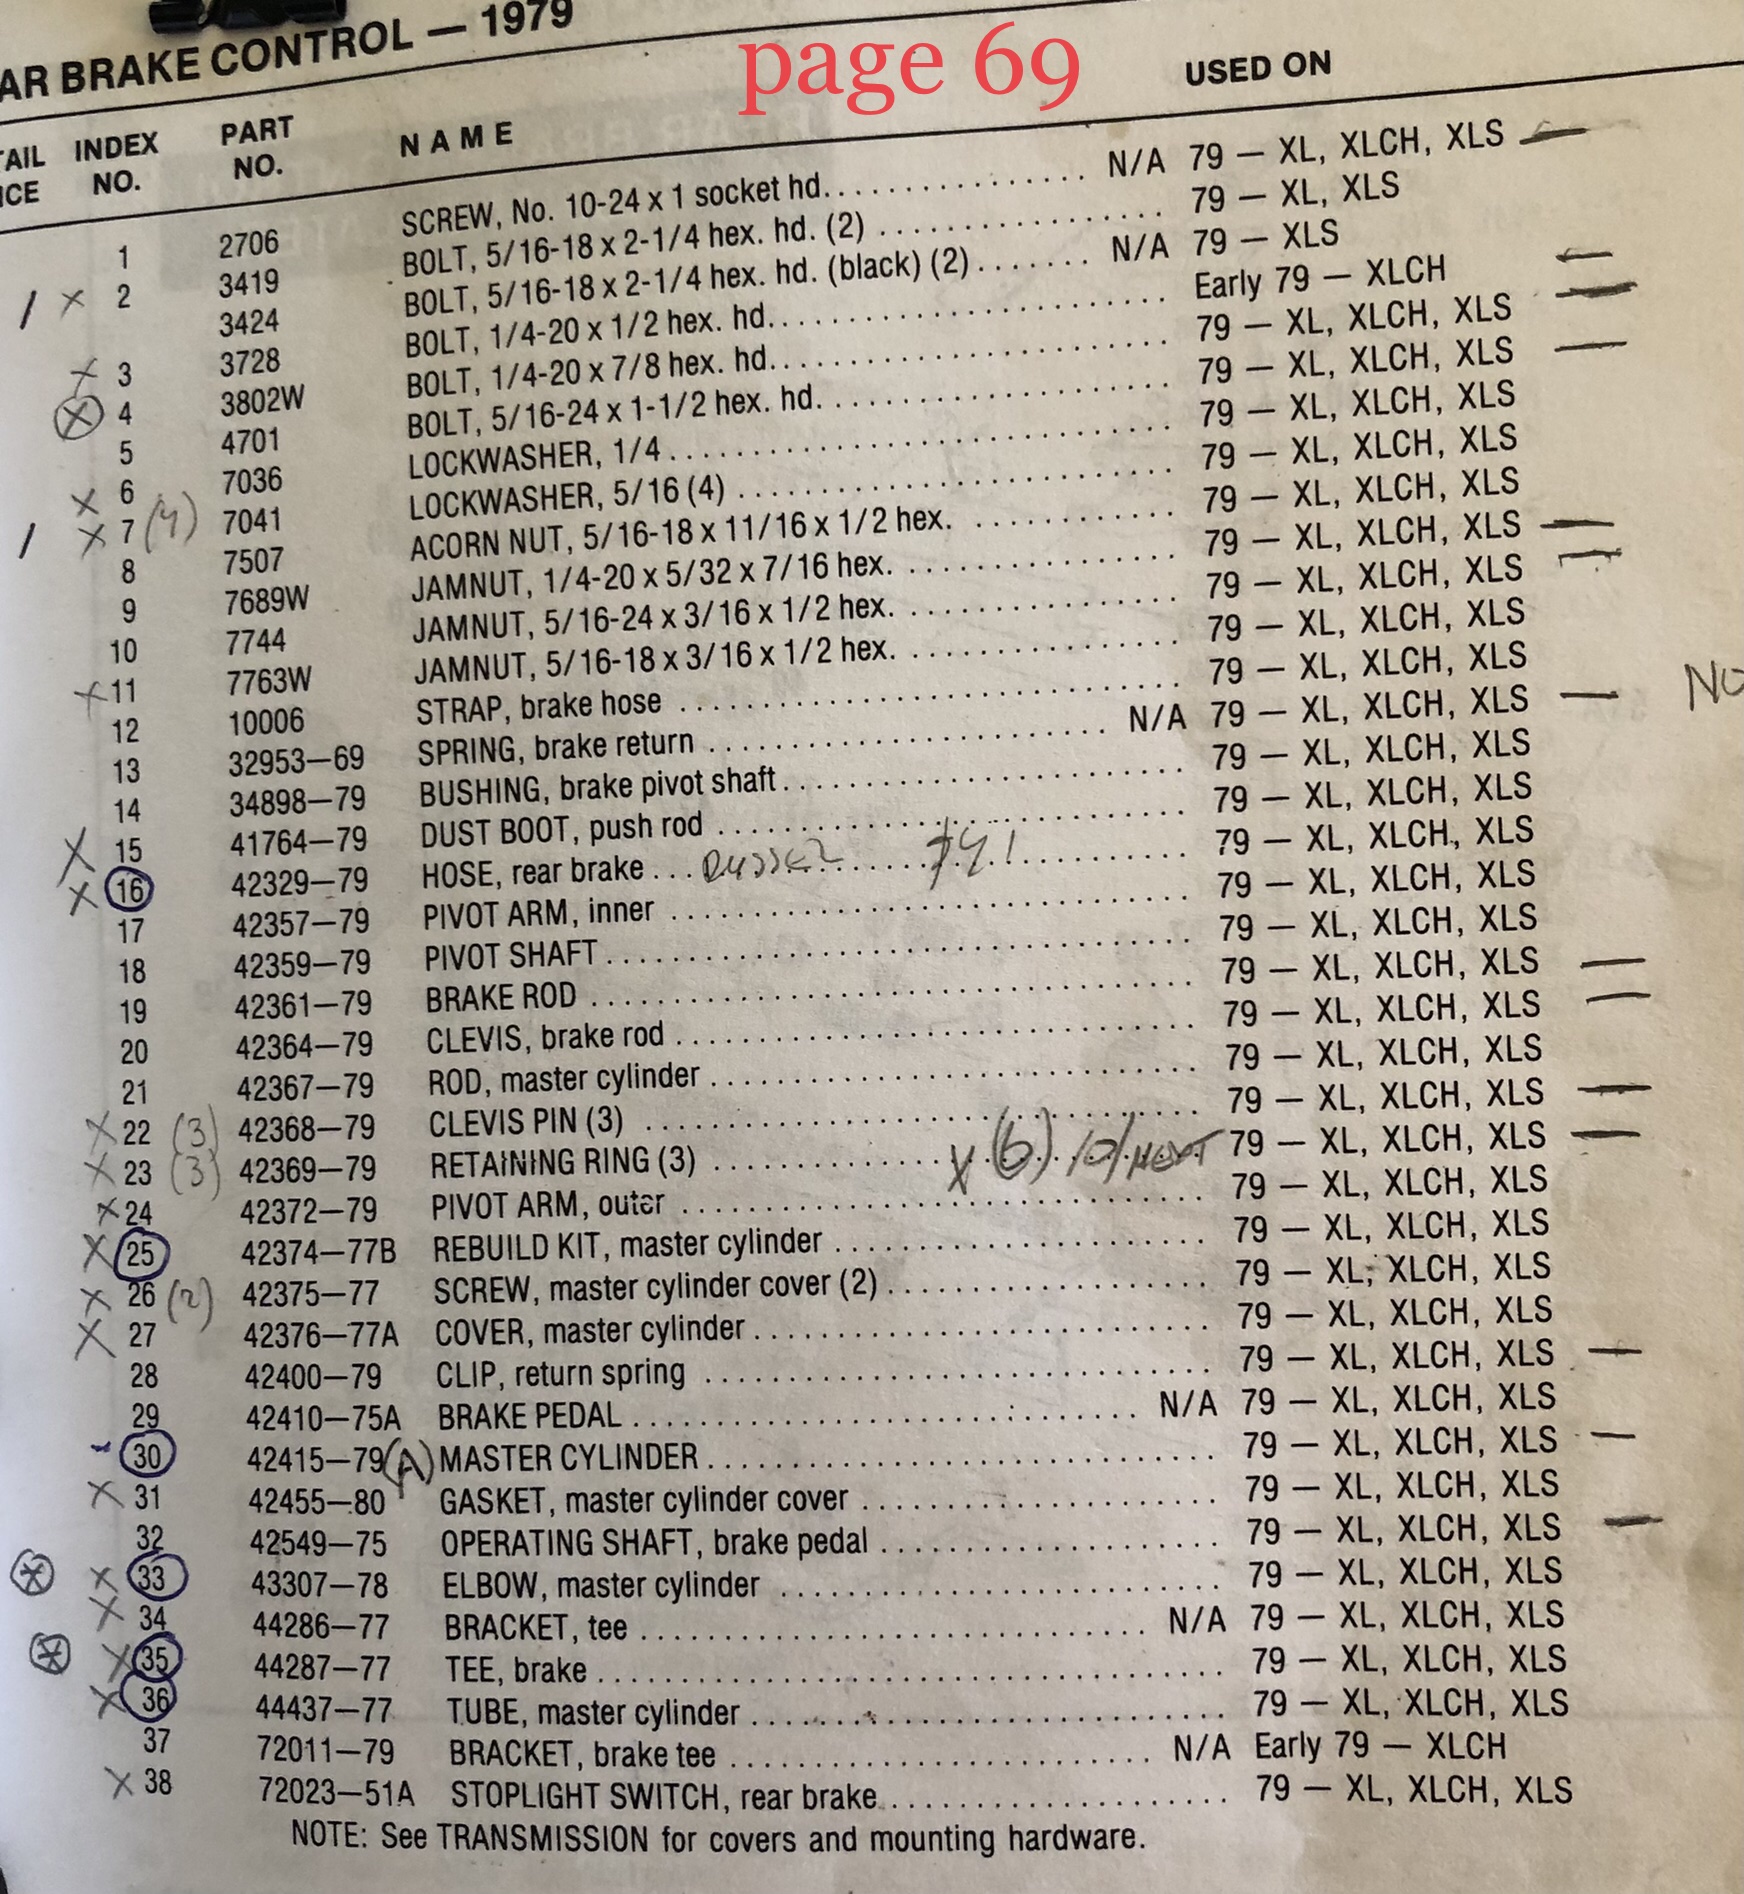 page 69
AR BRAKE CONTROL — 1979
TAIL INDEX PART NAME USED ON
ICE NO. NO.
1 2706 SCREW, No. 10-24 x 1 socket hd. N/A 79 — XL, XLCH, XLS
/ x 2 3419 BOLT, 5/16-18 x 2-1/4 hex. hd. (2) 79 — XL, XLS
3424 BOLT, 5/16-18 x 2-1/4 hex. hd. (black) (2) N/A 79 — XLS
x 3 3728 BOLT, 1/4-20 x 1/2 hex. hd. Early 79 — XLCH
x 4 3802W BOLT, 1/4-20 x 7/8 hex. hd. 79 — XL, XLCH, XLS
5 4701 BOLT, 5/16-24 x 1-1/2 hex. hd. 79 — XL, XLCH, XLS
x 6 7036 LOCKWASHER, 1/4 79 — XL, XLCH, XLS
/ x 7 (4) 7041 LOCKWASHER, 5/16 (4) 79 — XL, XLCH, XLS
8 7507 ACORN NUT, 5/16-18 x 11/16 x 1/2 hex. 79 — XL, XLCH, XLS
9 7689W JAMNUT, 1/4-20 x 5/32 x 7/16 hex. 79 — XL, XLCH, XLS
10 7744 JAMNUT, 5/16-24 x 3/16 x 1/2 hex. 79 — XL, XLCH, XLS
x 11 7763W JAMNUT, 5/16-18 x 3/16 x 1/2 hex. 79 — XL, XLCH, XLS
12 10006 STRAP, brake hose 79 — XL, XLCH, XLS
13 32953—69 SPRING, brake return N/A 79 — XL, XLCH, XLS NO
14 34898—79 BUSHING, brake pivot shaft 79 — XL, XLCH, XLS
x 15 41764—79 DUST BOOT, push rod 79 — XL, XLCH, XLS
x 16 42329—79 HOSE, rear brake 79 — XL, XLCH, XLS
17 42357—79 PIVOT ARM, inner 79 — XL, XLCH, XLS
18 42359—79 PIVOT SHAFT 79 — XL, XLCH, XLS
19 42361—79 BRAKE ROD 79 — XL, XLCH, XLS
20 42364—79 CLEVIS, brake rod 79 — XL, XLCH, XLS
21 42367—79 ROD, master cylinder 79 — XL, XLCH, XLS
x 22 (3) 42368—79 CLEVIS PIN (3) 79 — XL, XLCH, XLS
x 23 (3) 42369—79 RETAINING RING (3) x (6) 79 — XL, XLCH, XLS
x 24 42372—79 PIVOT ARM, outer 79 — XL, XLCH, XLS
x 25 42374—77B REBUILD KIT, master cylinder 79 — XL, XLCH, XLS
x 26 (2) 42375—77 SCREW, master cylinder cover (2) 79 — XL, XLCH, XLS
x 27 42376—77A COVER, master cylinder 79 — XL, XLCH, XLS
28 42400—79 CLIP, return spring 79 — XL, XLCH, XLS
29 42410—75A BRAKE PEDAL N/A 79 — XL, XLCH, XLS
30 42415—79 (A) MASTER CYLINDER 79 — XL, XLCH, XLS
x 31 42455—80 GASKET, master cylinder cover 79 — XL, XLCH, XLS
32 42549—75 OPERATING SHAFT, brake pedal 79 — XL, XLCH, XLS
x 33 43307—78 ELBOW, master cylinder 79 — XL, XLCH, XLS
x 34 44286—77 BRACKET, tee N/A 79 — XL, XLCH, XLS
x 35 44287—77 TEE, brake 79 — XL, XLCH, XLS
x 36 44437—77 TUBE, master cylinder 79 — XL, XLCH, XLS
37 72011—79 BRACKET, brake tee N/A Early 79 — XLCH
x 38 72023—51A STOPLIGHT SWITCH, rear brake 79 — XL, XLCH, XLS
NOTE: See TRANSMISSION for covers and mounting hardware.